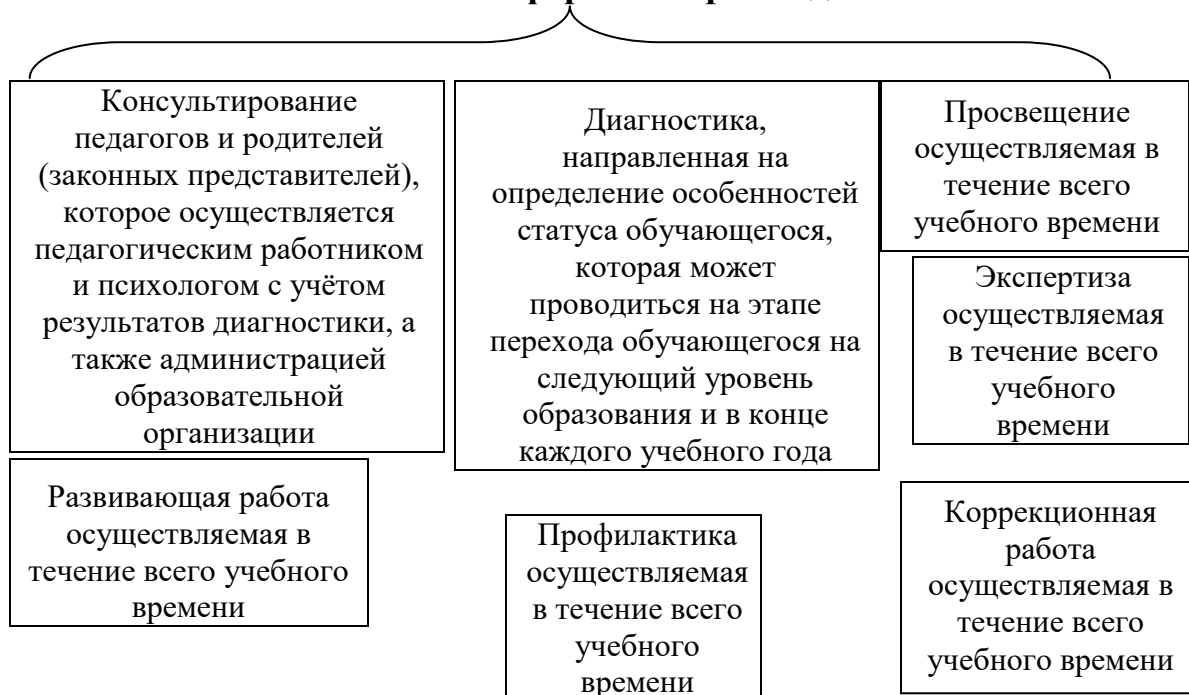 Консультирование
педагогов и родителей
(законных представителей),
которое осуществляется
педагогическим работником
и психологом с учётом
результатов диагностики, а
также администрацией
образовательной
организации
Диагностика,
направленная на
определение особенностей
статуса обучающегося,
которая может
проводиться на этапе
перехода обучающегося на
следующий уровень
образования и в конце
каждого учебного года
Просвещение
осуществляемая в
течение всего
учебного времени
Экспертиза
осуществляемая
в течение всего
учебного
времени
Развивающая работа
осуществляемая в
течение всего учебного
времени
Профилактика
осуществляемая
в течение всего
учебного
времени
Коррекционная
работа
осуществляемая в
течение всего
учебного времени